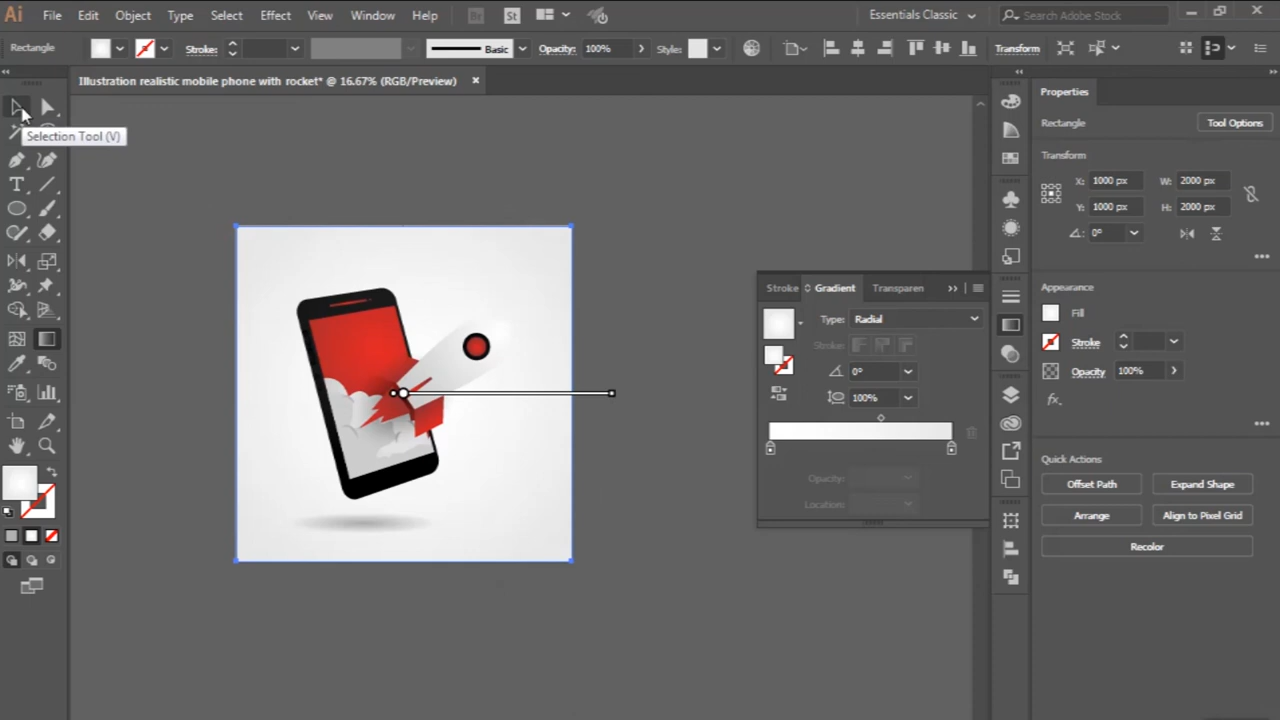 Ai File Edit Object Type Select Effect View Window Help Br St Essentials Classic Search Adobe Stock
Rectangle Stroke: Basic Opacity: 100% Style: Transform
Illustration realistic mobile phone with rocket* @ 16.67% (RGB/Preview) ×
Selection Tool (V)
Properties
Rectangle Tool Options
Transform
X: 1000 px W: 2000 px
Y: 1000 px H: 2000 px
0°
Stroke Gradient Transparen
Type: Radial
Stroke:
0°
100%
Opacity:
Location:
Appearance
Fill
Stroke
Opacity 100%
fx.
Quick Actions
Offset Path Expand Shape
Arrange Align to Pixel Grid
Recolor